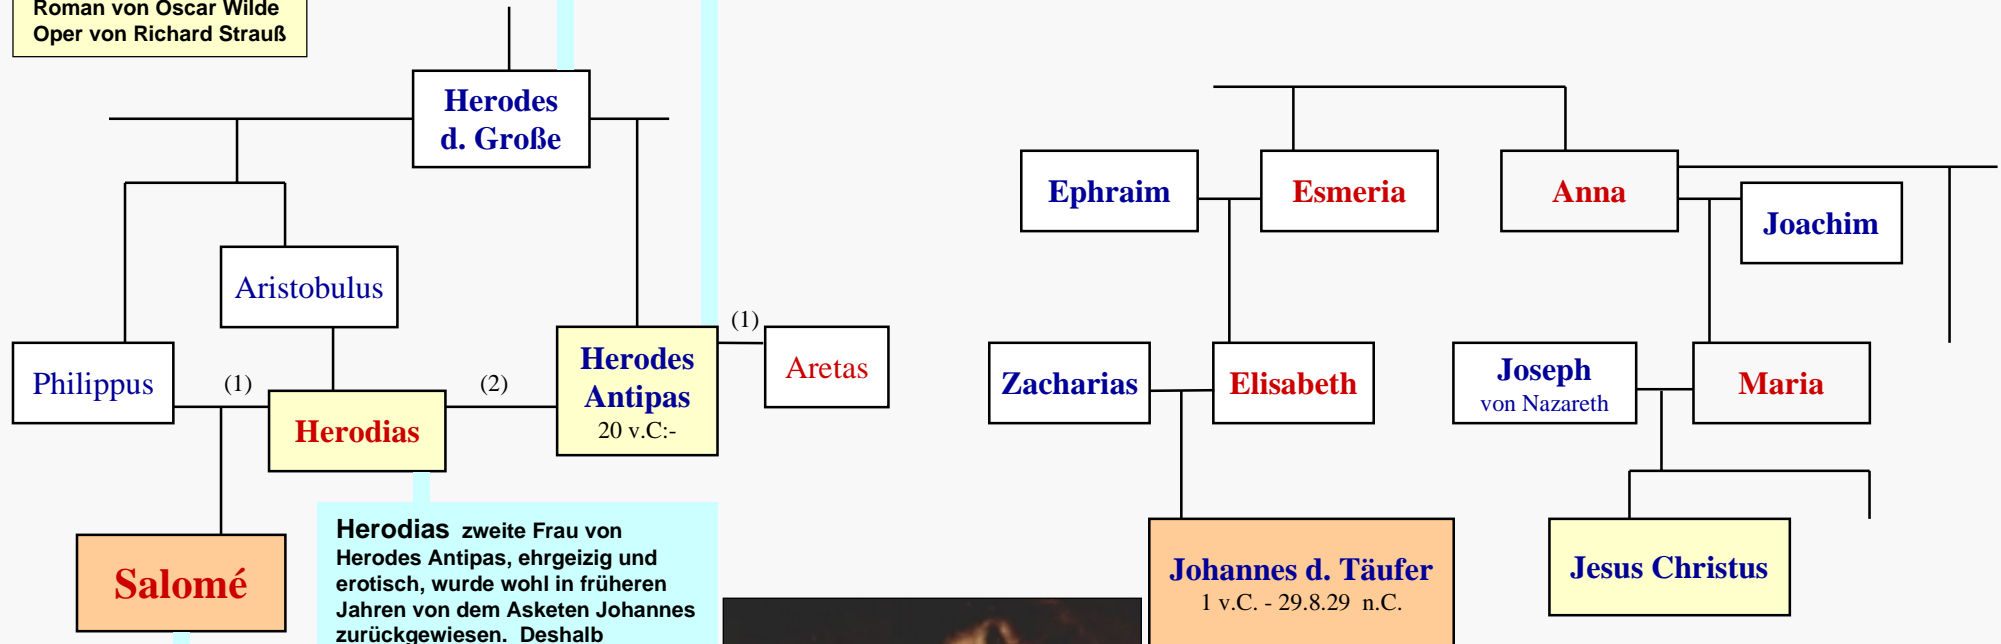 Roman von Oscar Wilde
Oper von Richard Strauß
Herodes
d. Große
Ephraim
Esmeria
Anna
Joachim
Aristobulus
Philippus
(1)
Herodias
(2)
Herodes
Antipas
20 v.C:-
(1)
Aretas
Zacharias
Elisabeth
Joseph
von Nazareth
Maria
Salomé
Herodias zweite Frau von
Herodes Antipas, ehrgeizig und
erotisch, wurde wohl in früheren
Jahren von dem Asketen Johannes
zurückgewiesen. Deshalb
Johannes d. Täufer
1 v.C. - 29.8.29 n.C.
Jesus Christus